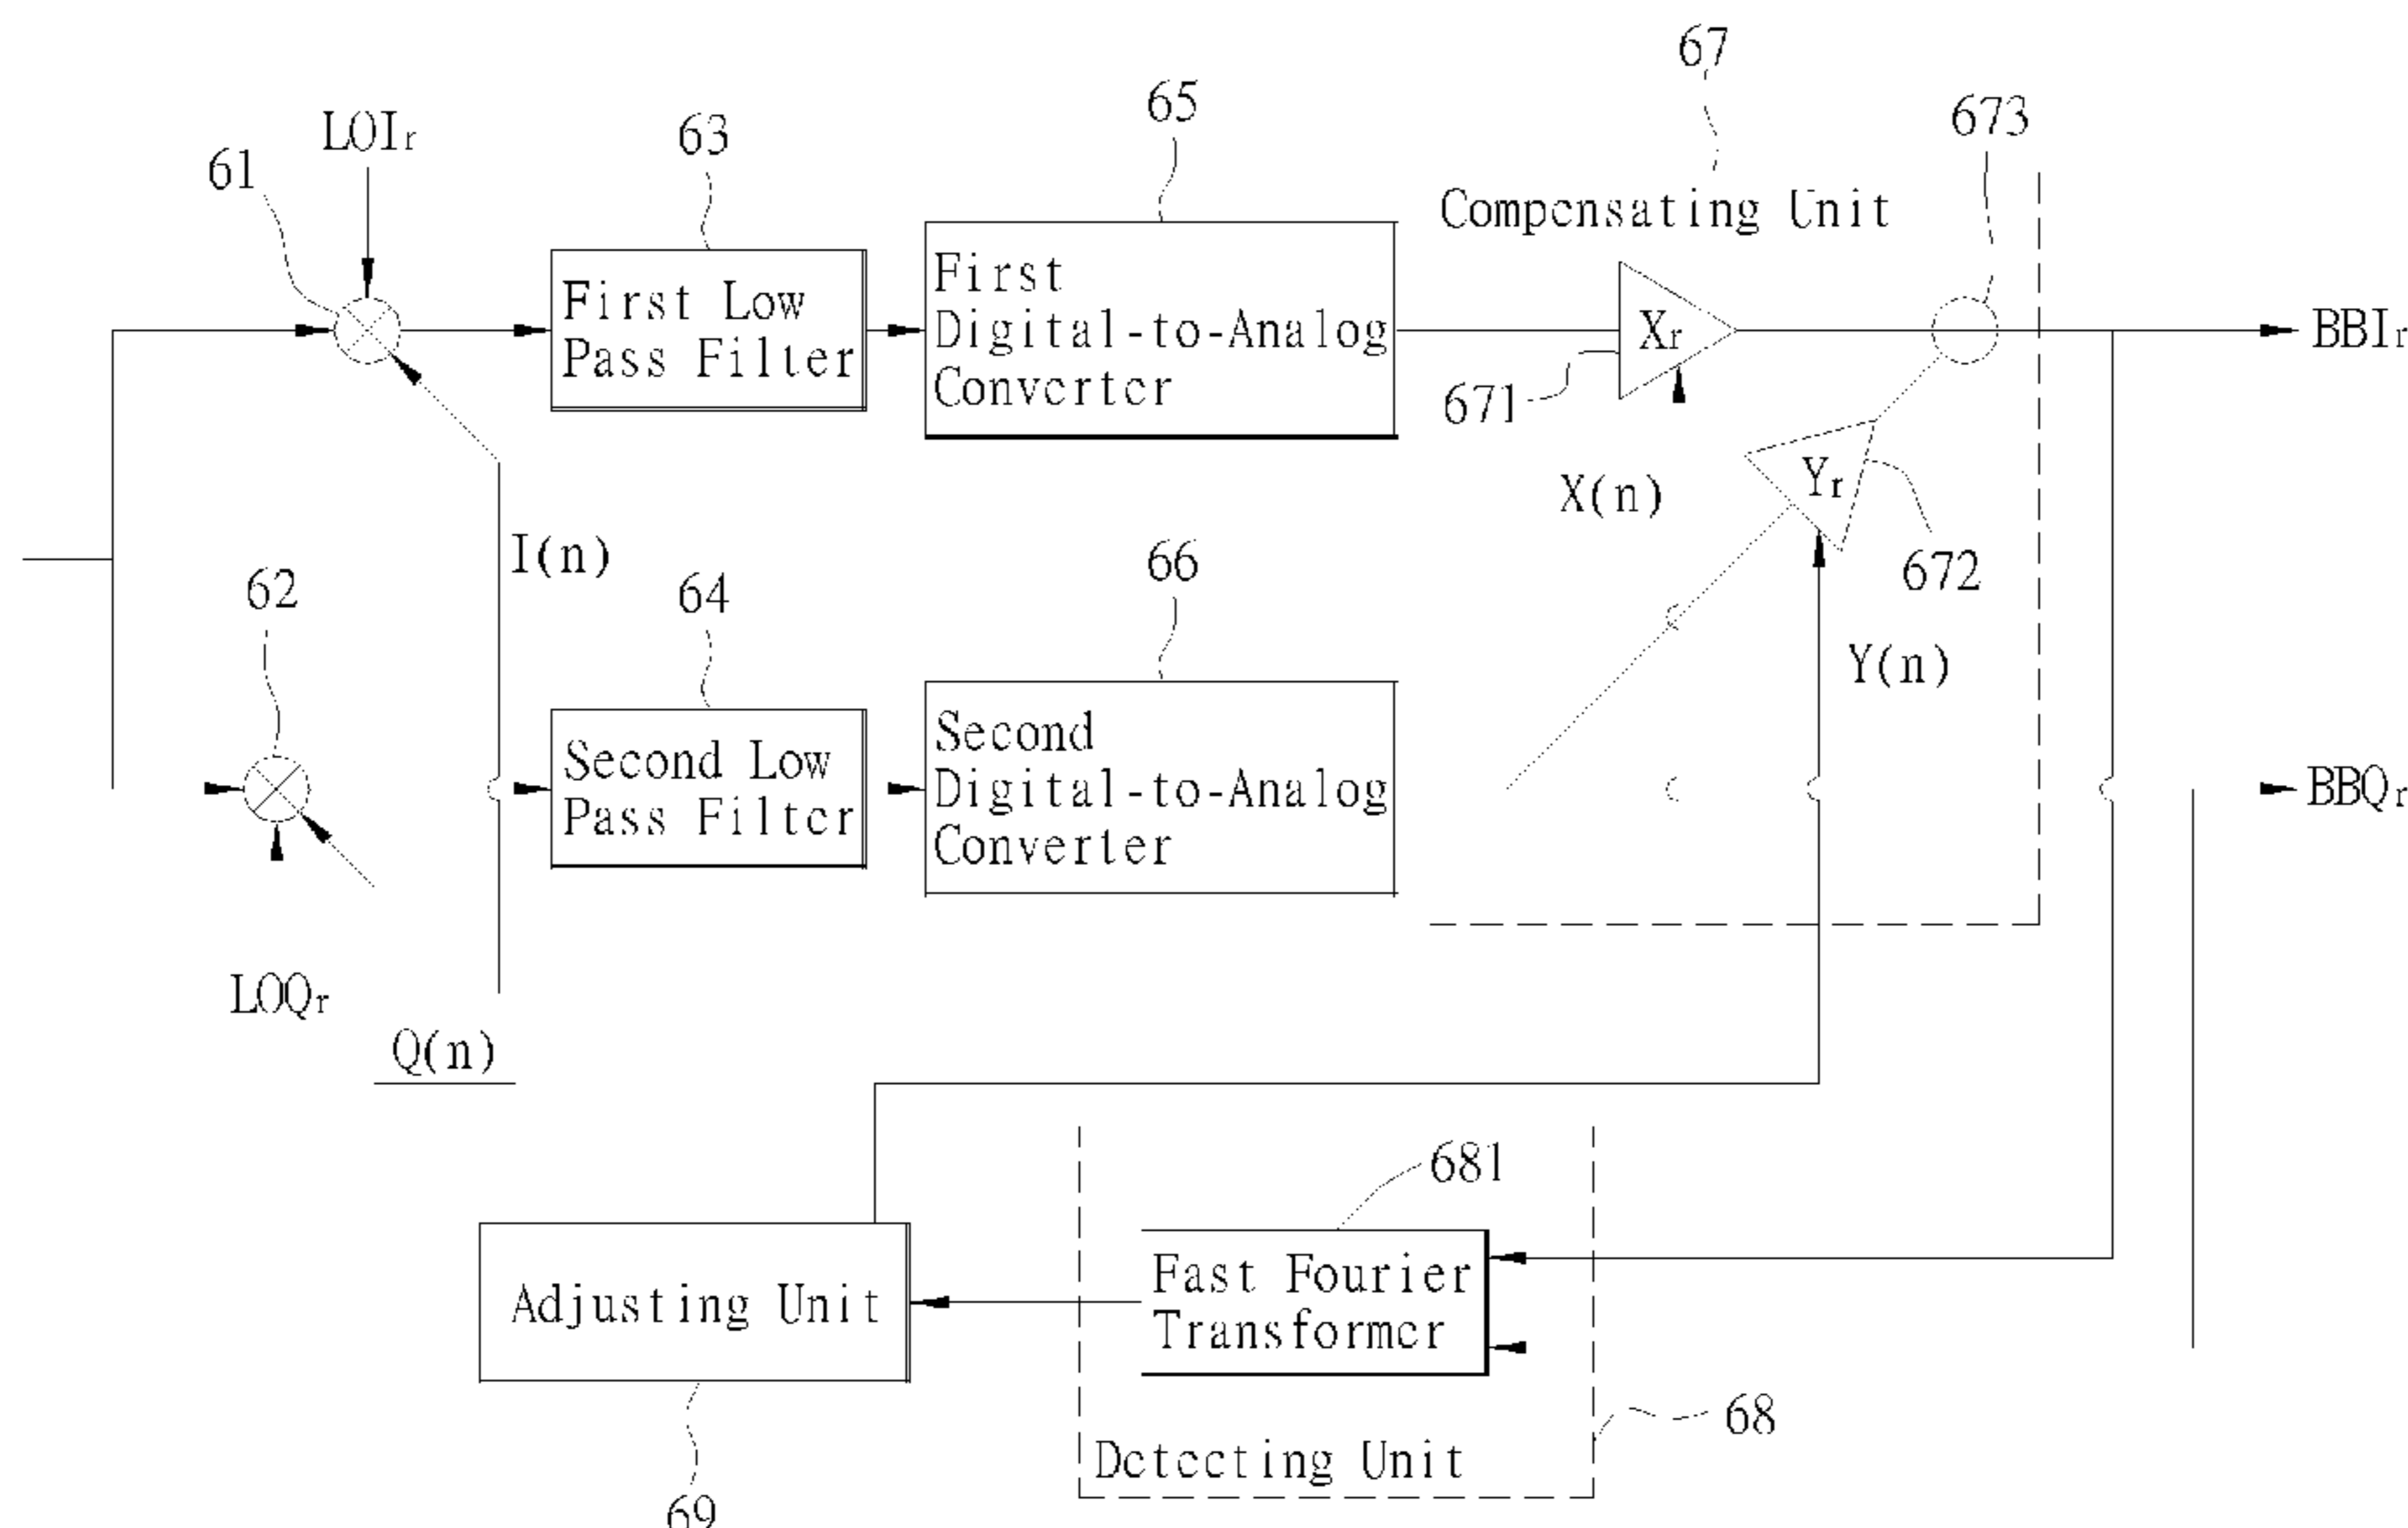 67
65
673
LOIr
63
61
Compensating Unit
First Low
Pass Filter
First
Digital-to-Analog
Converter
Xr
BBIr
671
Yr
X(n)
I(n)
66
672
62
64
Y(n)
Second Low
Pass Filter
Second
Digital-to-Analog
Converter
BBQr
LOQr
Q(n)
681
Adjusting Unit
Fast Fourier
Transformer
68
Detecting Unit
69